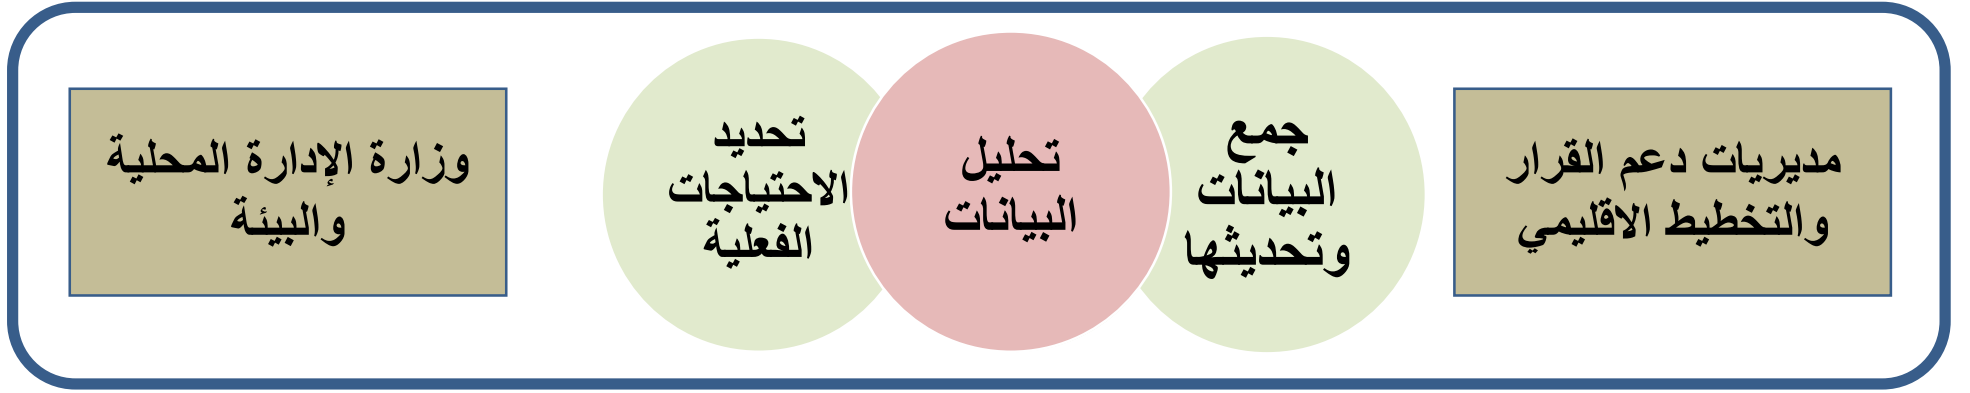 مديريات دعم القرار
والتخطيط الاقليمي
جمع
البيانات
وتحديثها
تحليل
البيانات
تحديد
الاحتياجات
الفعلية
وزارة الإدارة المحلية
والبيئة